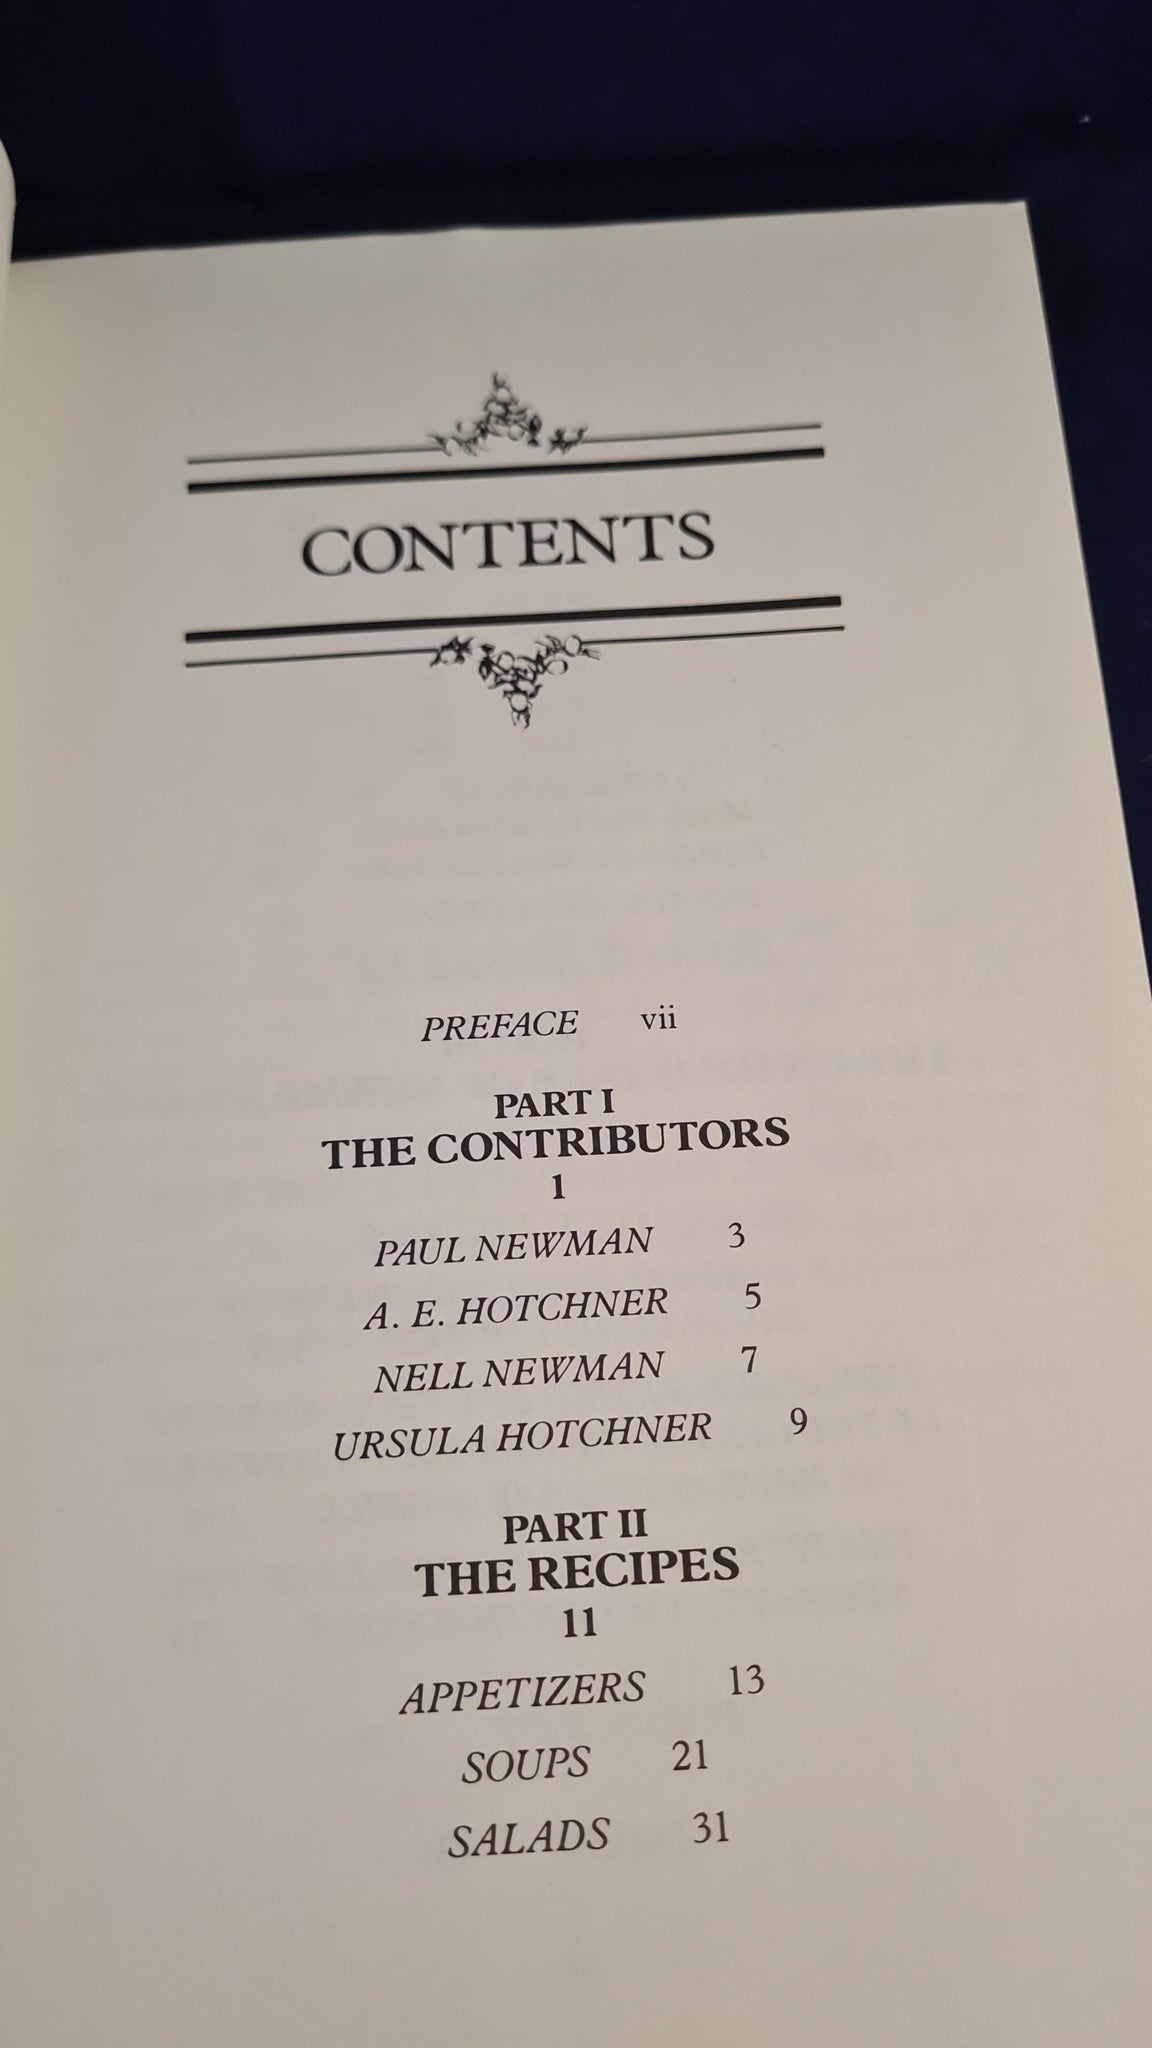 CONTENTS
PREFACE vii
PART I
THE CONTRIBUTORS
1
PAUL NEWMAN 3
A. E. HOTCHNER 5
NELL NEWMAN 7
URSULA HOTCHNER 9
PART II
THE RECIPES
11
APPETIZERS 13
SOUPS 21
SALADS 31